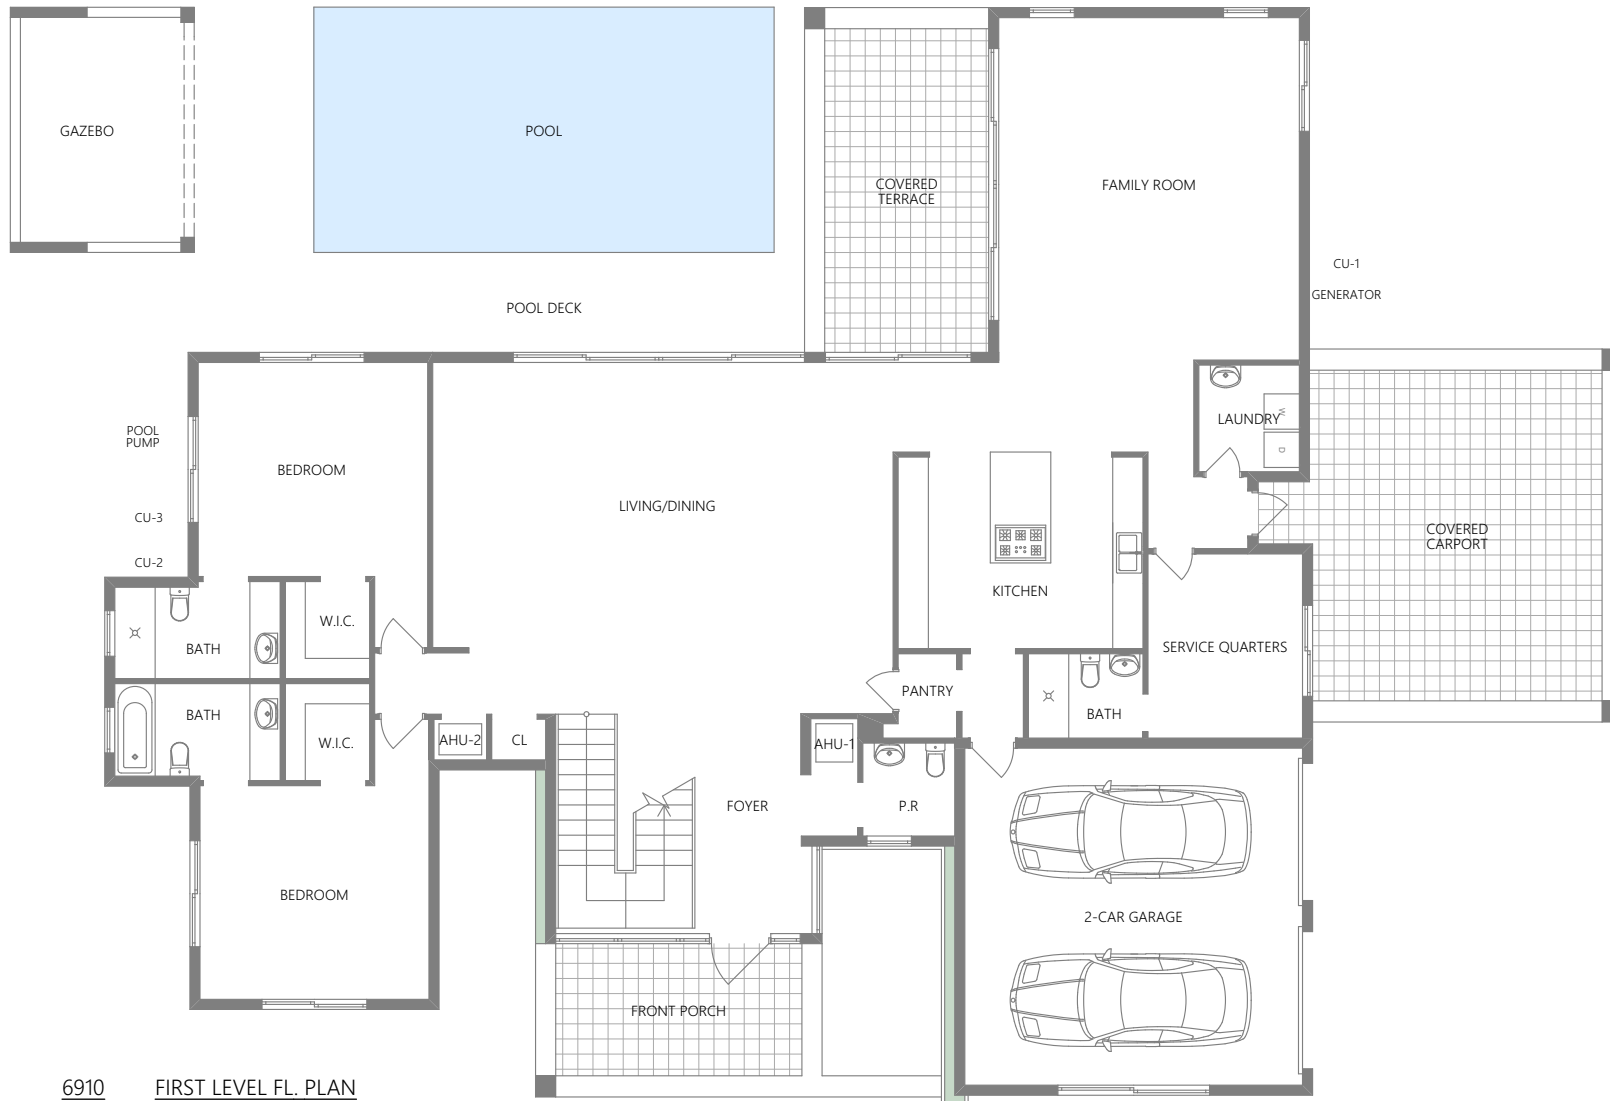 GAZEBO
POOL
COVERED
TERRACE
FAMILY ROOM
CU-1
GENERATOR
POOL DECK
POOL
PUMP
BEDROOM
CU-3
CU-2
LIVING/DINING
LAUNDRY
W
D
COVERED
CARPORT
KITCHEN
W.I.C.
BATH
SERVICE QUARTERS
PANTRY
BATH
BATH
W.I.C.
AHU-2
CL
AHU-1
FOYER
P.R
BEDROOM
2-CAR GARAGE
FRONT PORCH
6910 FIRST LEVEL FL. PLAN